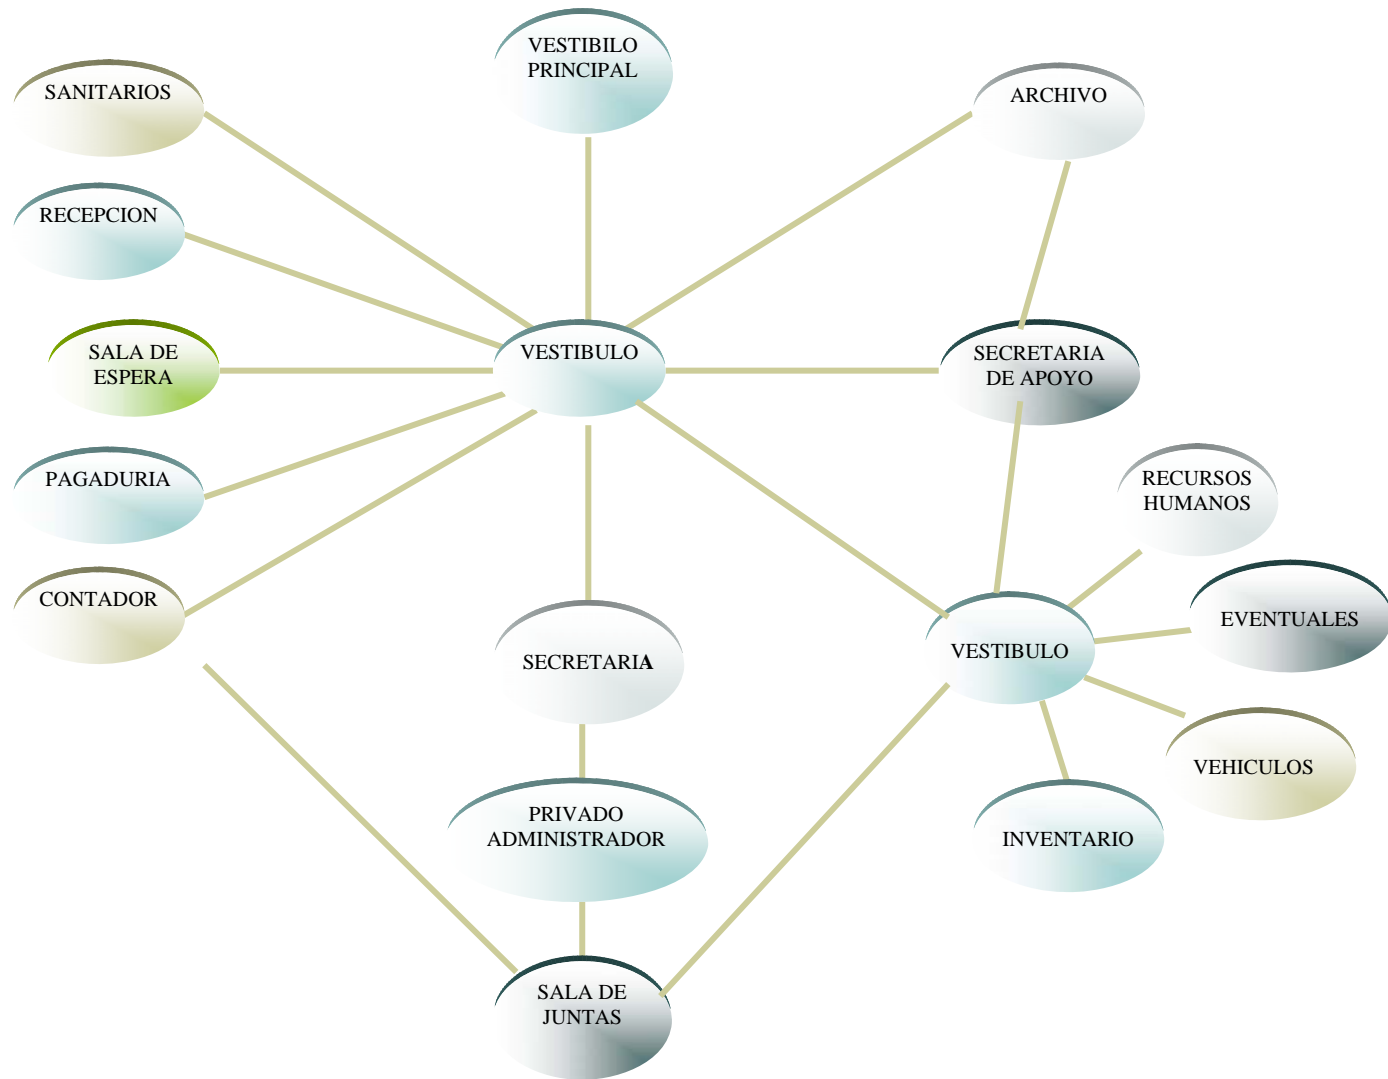 VESTIBILO
PRINCIPAL
SANITARIOS
ARCHIVO
RECEPCION
SALA DE
ESPERA
VESTIBULO
SECRETARIA
DE APOYO
PAGADURIA
RECURSOS
HUMANOS
CONTADOR
EVENTUALES
SECRETARIA
VESTIBULO
VEHICULOS
PRIVADO
ADMINISTRADOR
INVENTARIO
SALA DE
JUNTAS